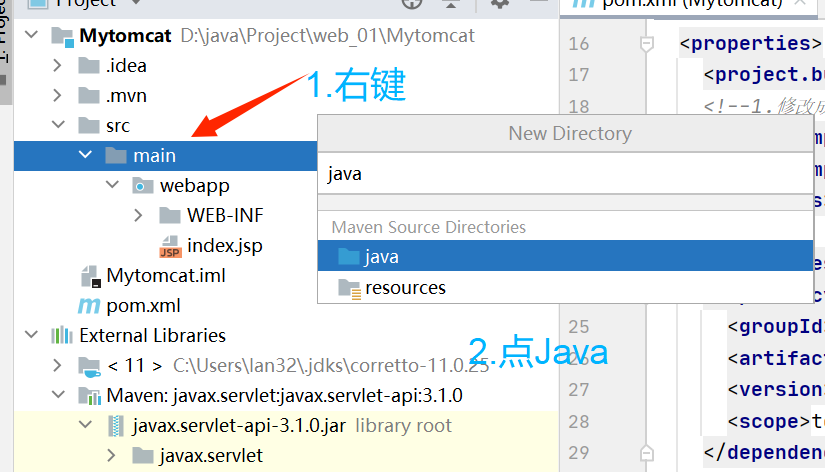 Project
pom.xml (Mytomcat)
Mytomcat D:\java\Project\web_01\Mytomcat
.idea
.mvn
src
main
webapp
WEB-INF
index.jsp
Mytomcat.iml
pom.xml
External Libraries
< 11 > C:\Users\lan32\.jdks\corretto-11.0.25
Maven: javax.servlet:javax.servlet-api:3.1.0
javax.servlet-api-3.1.0.jar library root
javax.servlet
1.右键
New Directory
java
Maven Source Directories
java
resources
2.点Java
16 <properties>
17 <project.bu
18 <!--1.修改成
25
<groupId>
26 <artifac
27 <version>
28 <scope>te
29 </dependen